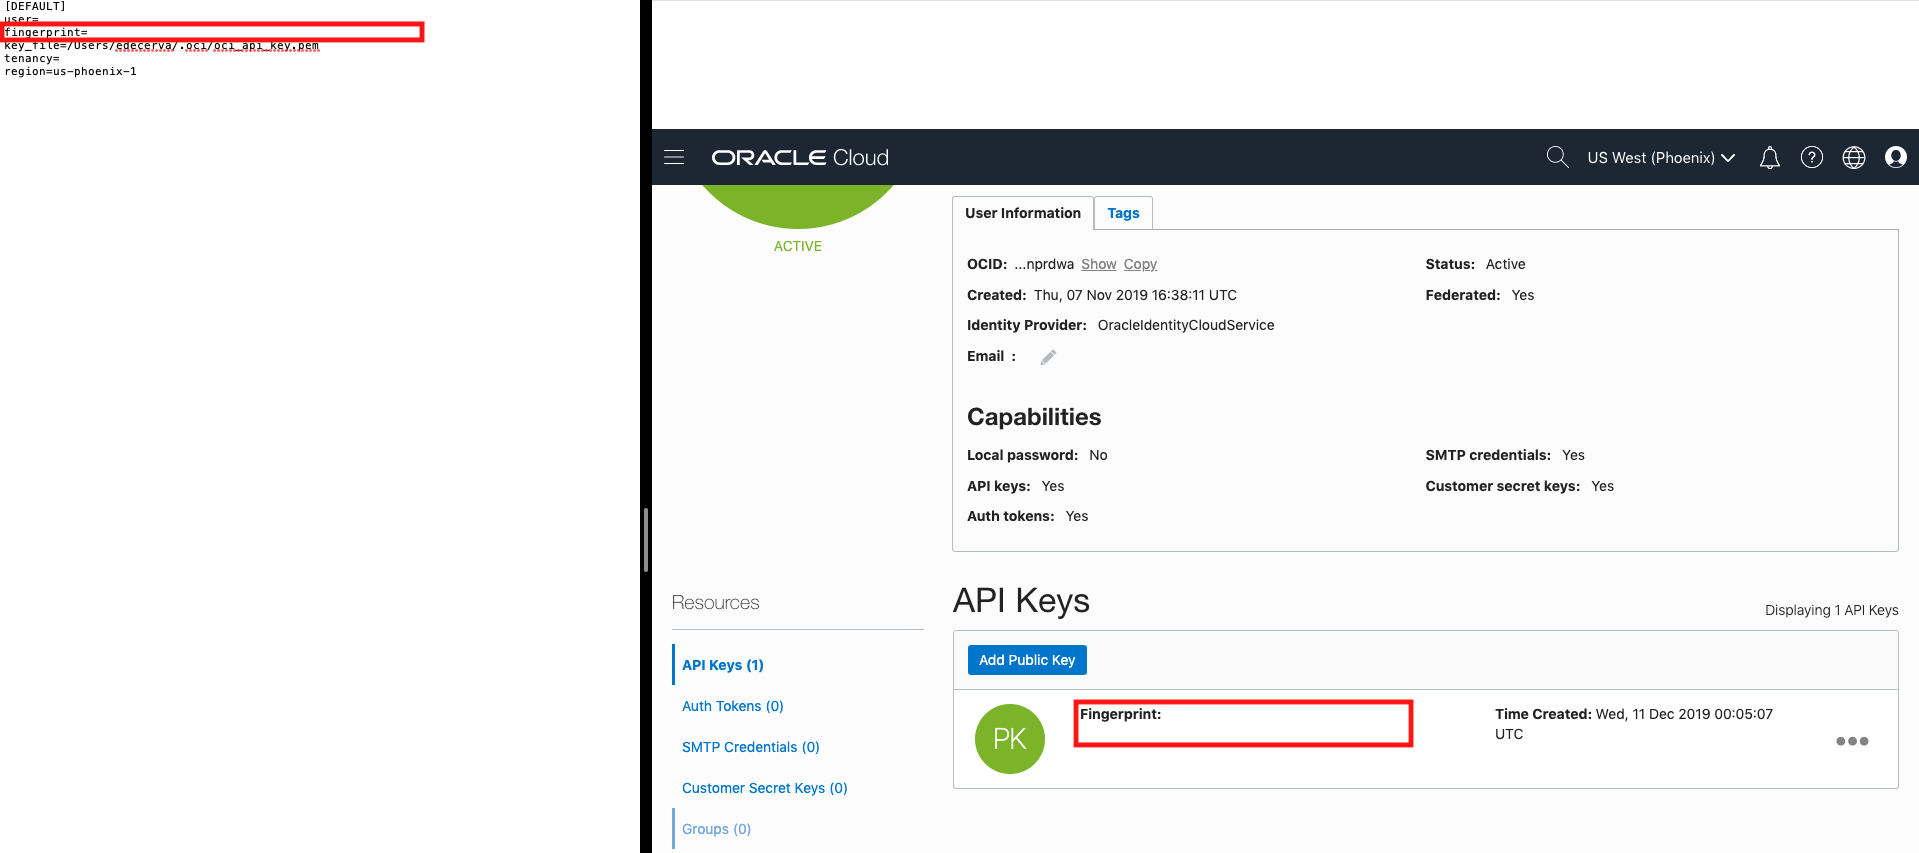 [DEFAULT]
user=
fingerprint=
key_file=/Users/edecerva/.oci/oci_api_key.pem
tenancy=
region=us-phoenix-1
ORACLE Cloud
US West (Phoenix)
ACTIVE
User Information
Tags
OCID: ...nprdwa Show Copy
Status: Active
Created: Thu, 07 Nov 2019 16:38:11 UTC
Federated: Yes
Identity Provider: OracleIdentityCloudService
Email :
Capabilities
Local password: No
SMTP credentials: Yes
API keys: Yes
Customer secret keys: Yes
Auth tokens: Yes
Resources
API Keys (1)
Auth Tokens (0)
SMTP Credentials (0)
Customer Secret Keys (0)
Groups (0)
API Keys
Displaying 1 API Keys
Add Public Key
PK
Fingerprint:
Time Created: Wed, 11 Dec 2019 00:05:07
UTC